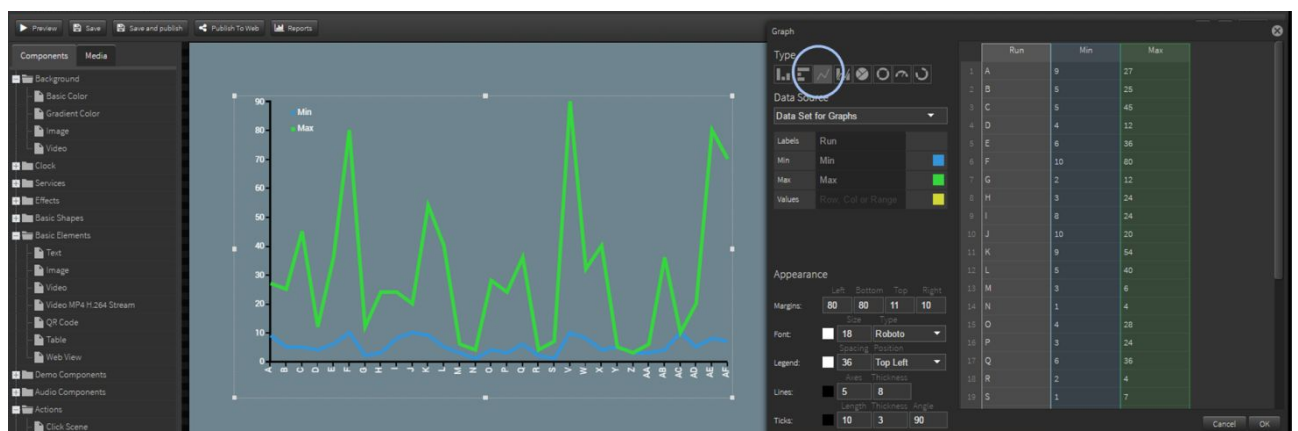 Preview Save Save and publish Publish To Web Reports
Components Media
Background
Basic Color
Gradient Color
Image
Video
Clock
Services
Effects
Basic Shapes
Basic Elements
Text
Image
Video
Video MP4 H.264 Stream
QR Code
Table
Web View
Demo Components
Audio Components
Actions
Click Scene
Min
Max
90
80
70
60
50
40
30
20
10
0
A B C D E F G H I J K L M N O P Q R S V W X Y Z AA AB AC AD AE AF
Graph
Type
Data Source
Data Set for Graphs
Labels Run
Min Min
Max Max
Values Row, Col or Range
Appearance
Left Bottom Top Right
Margins: 80 80 11 10
Size Type
Font: 18 Roboto
Spacing Position
Legend: 36 Top Left
Axes Thickness
Lines: 5 8
Length Thickness Angle
Ticks: 10 3 90
Run Min Max
1 A 9 27
2 B 5 25
3 C 5 45
4 D 4 12
5 E 6 36
6 F 10 80
7 G 2 12
8 H 3 24
9 I 8 24
10 J 10 20
11 K 9 54
12 L 5 40
13 M 3 6
14 N 1 4
15 O 4 28
16 P 3 24
17 Q 6 36
18 R 2 4
19 S 1 7
Cancel OK